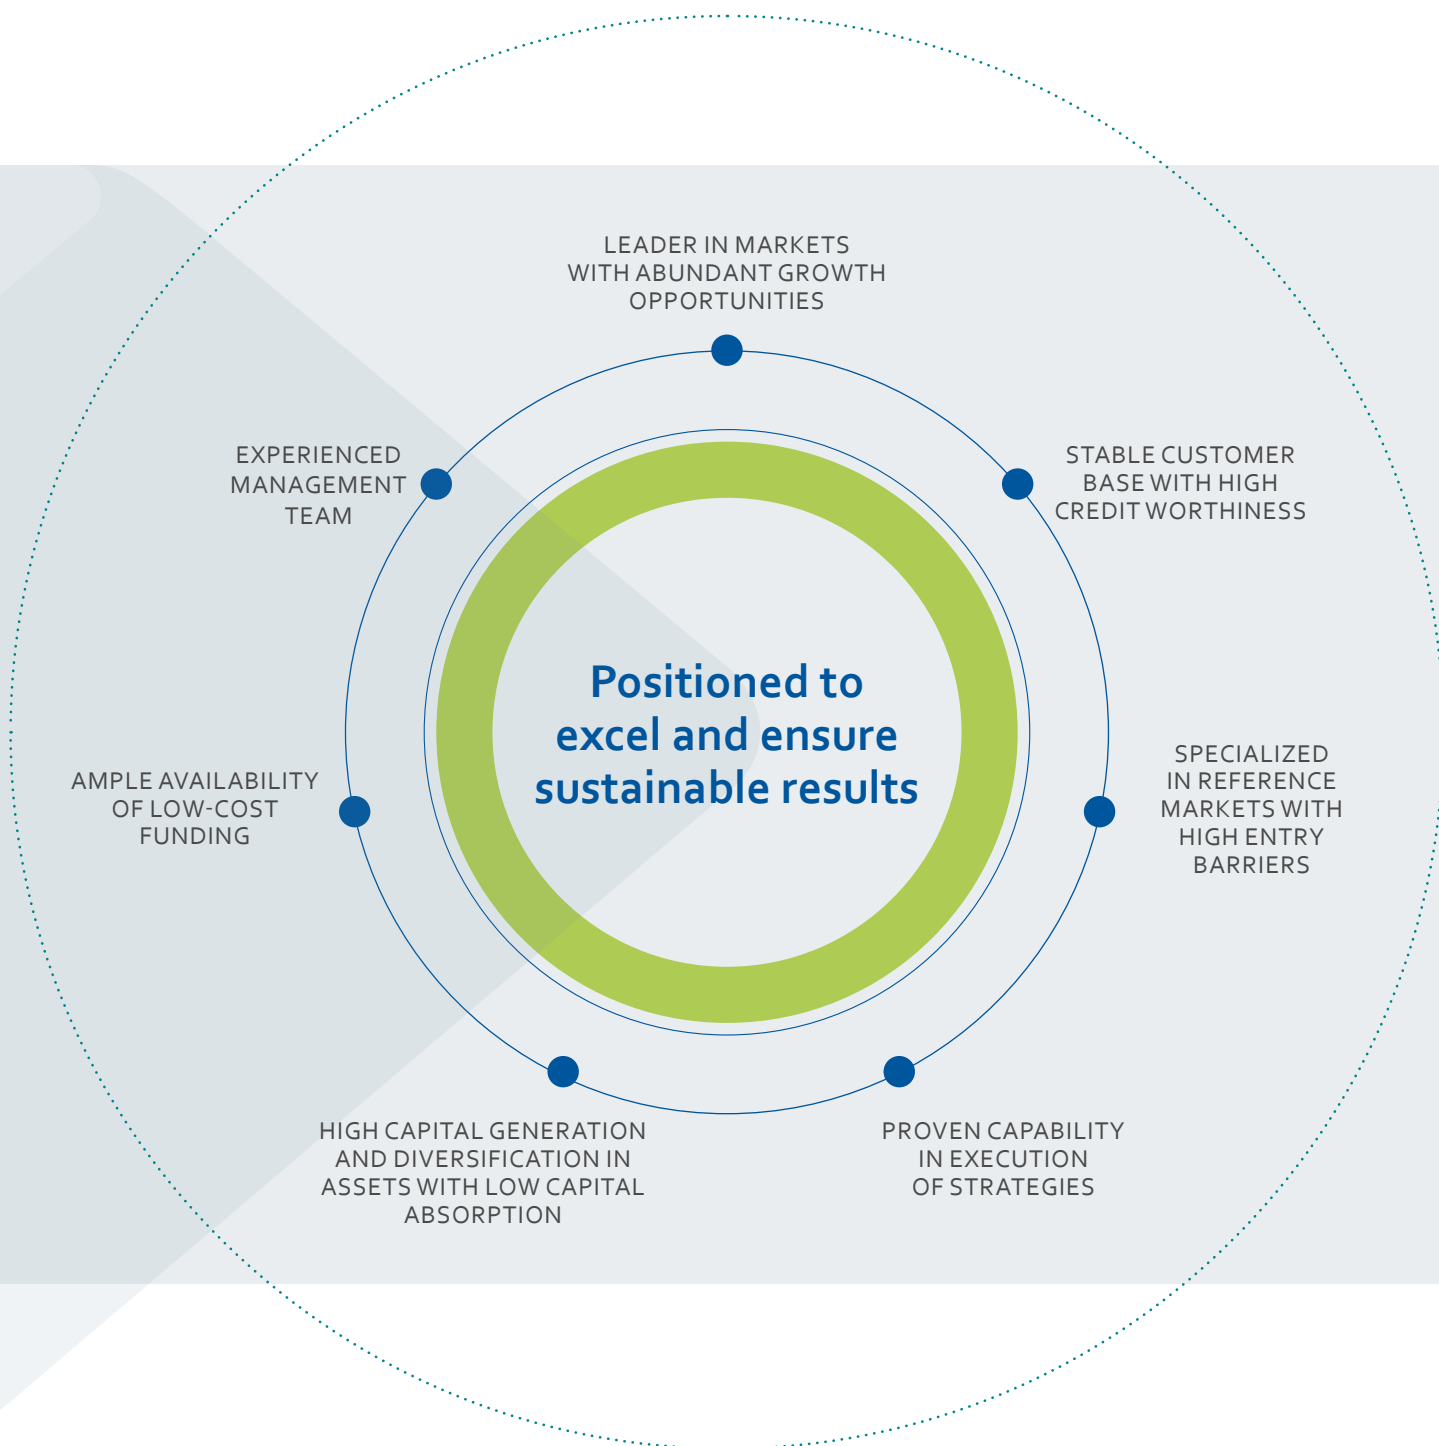 LEADER IN MARKETS
WITH ABUNDANT GROWTH
OPPORTUNITIES
EXPERIENCED
MANAGEMENT
TEAM
STABLE CUSTOMER
BASE WITH HIGH
CREDIT WORTHINESS
Positioned to
excel and ensure
sustainable results
AMPLE AVAILABILITY
OF LOW-COST
FUNDING
SPECIALIZED
IN REFERENCE
MARKETS WITH
HIGH ENTRY
BARRIERS
HIGH CAPITAL GENERATION
AND DIVERSIFICATION IN
ASSETS WITH LOW CAPITAL
ABSORPTION
PROVEN CAPABILITY
IN EXECUTION
OF STRATEGIES